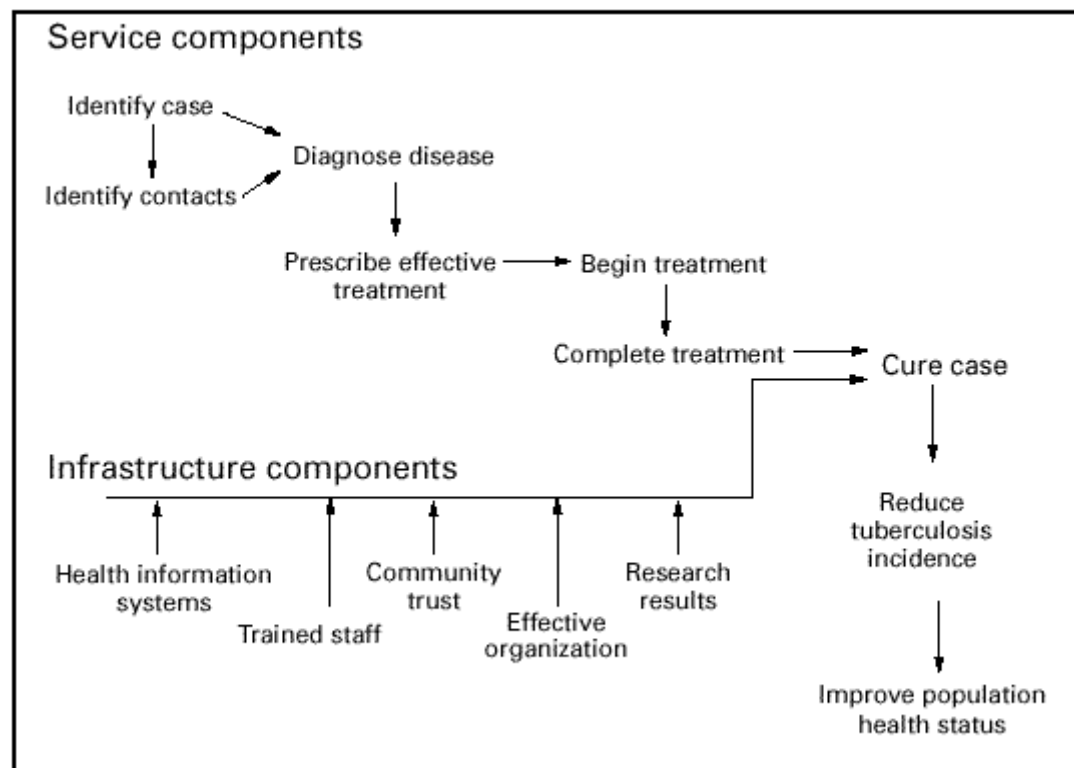 Service components
Identify case
Diagnose disease
Identify contacts
Prescribe effective
treatment
Begin treatment
Complete treatment
Cure case
Infrastructure components
Reduce
tuberculosis
incidence
Health information
systems
Trained staff
Community
trust
Effective
organization
Research
results
Improve population
health status